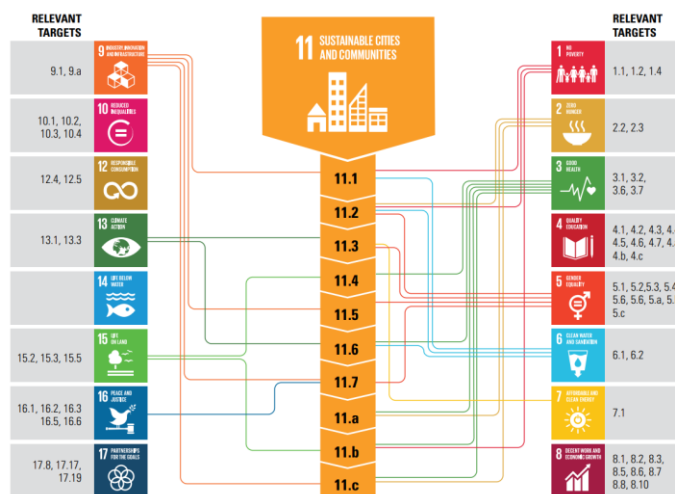 RELEVANT
TARGETS
9 INDUSTRY, INNOVATION
AND INFRASTRUCTURE
9.1, 9.a
10 REDUCED
INEQUALITIES
10.1, 10.2,
10.3, 10.4
12 RESPONSIBLE
CONSUMPTION
12.4, 12.5
13 CLIMATE
ACTION
13.1, 13.3
14 LIFE BELOW
WATER
15 LIFE
ON LAND
15.2, 15.3, 15.5
16 PEACE AND
JUSTICE
16.1, 16.2, 16.3
16.5, 16.6
17 PARTNERSHIPS
FOR THE GOALS
17.8, 17.17,
17.19
11 SUSTAINABLE CITIES
AND COMMUNITIES
11.1
11.2
11.3
11.4
11.5
11.6
11.7
11.a
11.b
11.c
RELEVANT
TARGETS
1 NO
POVERTY
1.1, 1.2, 1.4
2 ZERO
HUNGER
2.2, 2.3
3 GOOD
HEALTH
3.1, 3.2,
3.6, 3.7
4 QUALITY
EDUCATION
4.1, 4.2, 4.3,
4.5, 4.6, 4.7,
4.b, 4.c
5 GENDER
EQUALITY
5.1, 5.2,5.3,
5.6, 5.6, 5.a,
5.c
6 CLEAN WATER
AND SANITATION
6.1, 6.2
7 AFFORDABLE AND
CLEAN ENERGY
7.1
8 DECENT WORK AND
ECONOMIC GROWTH
8.1, 8.2, 8.3,
8.5, 8.6, 8.7
8.8, 8.10